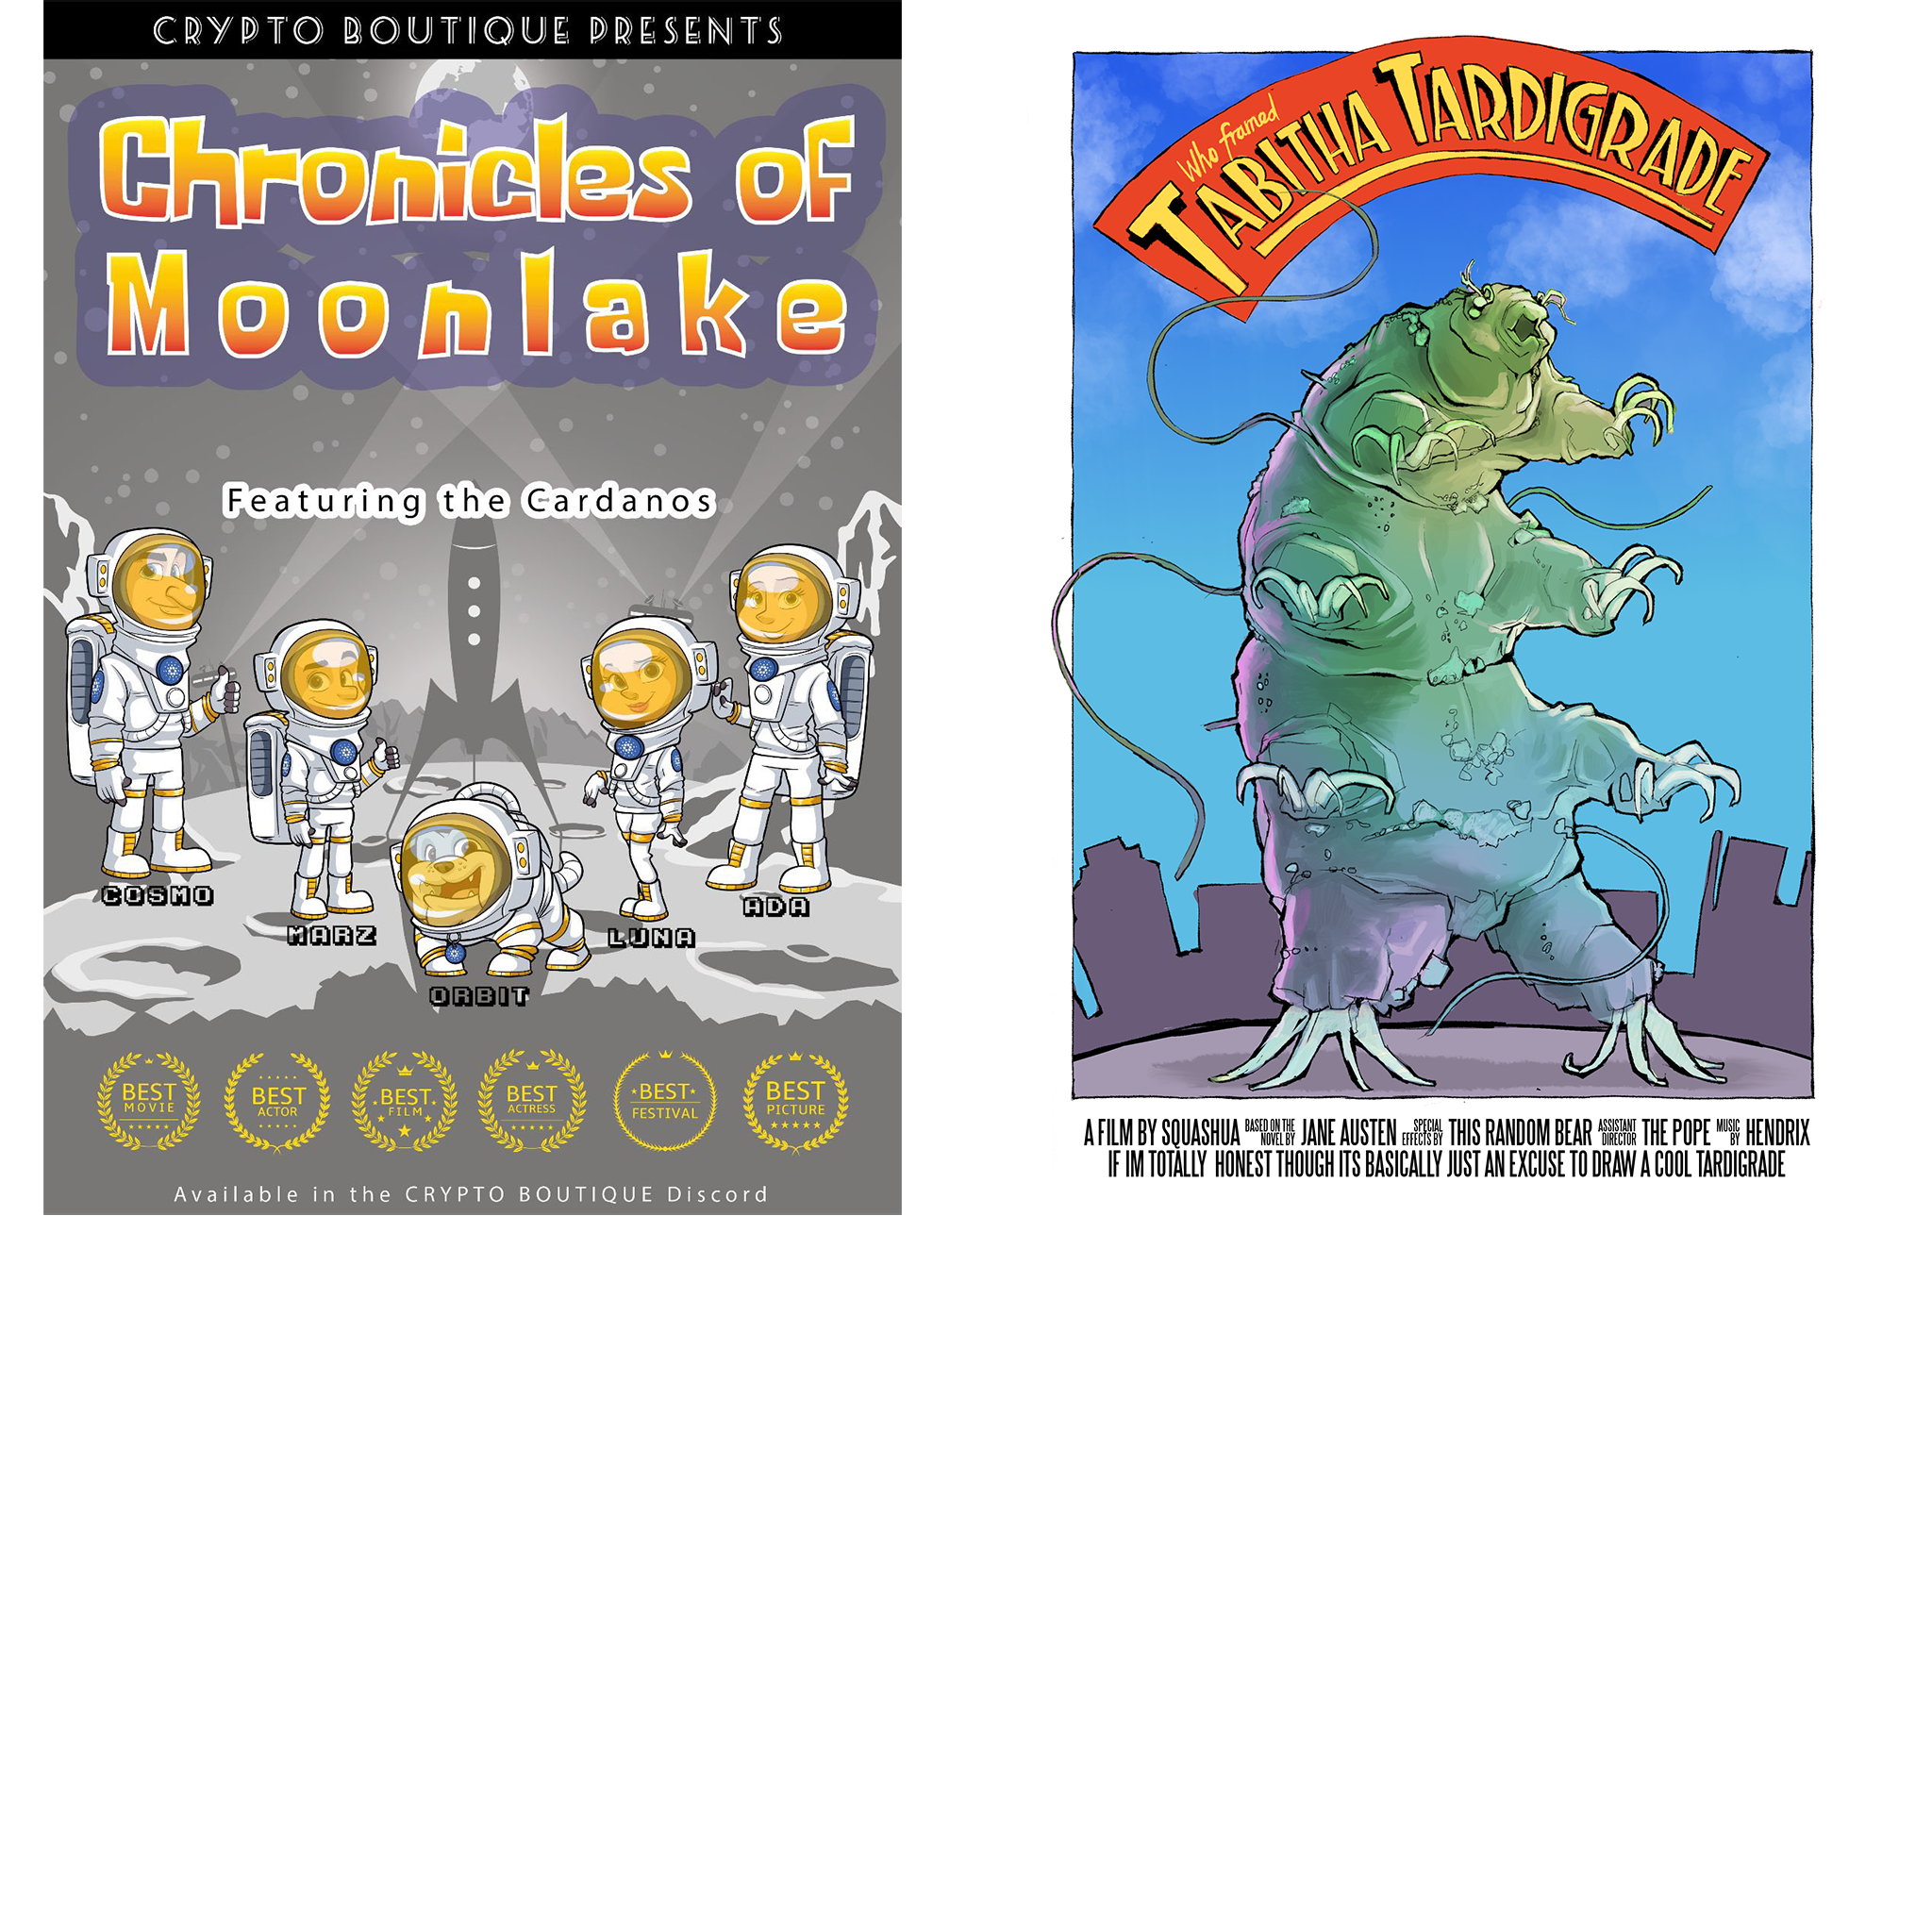 CRYPTO BOUTIQUE PRESENTS
Chronicles of
Moonlake
Featuring the Cardanos
COSMO
MARZ
ORBIT
LUNA
ADA
BEST
MOVIE
BEST
ACTOR
BEST
FILM
BEST
ACTRESS
BEST
FESTIVAL
BEST
PICTURE
Available in the CRYPTO BOUTIQUE Discord
Who framed
TABITHA TARDIGRADE
A FILM BY SQUASHUA BASED ON THE NOVEL BY JANE AUSTEN SPECIAL EFFECTS BY THIS RANDOM BEAR ASSISTANT DIRECTOR THE POPE MUSIC BY HENDRIX
IF IM TOTALLY HONEST THOUGH ITS BASICALLY JUST AN EXCUSE TO DRAW A COOL TARDIGRADE